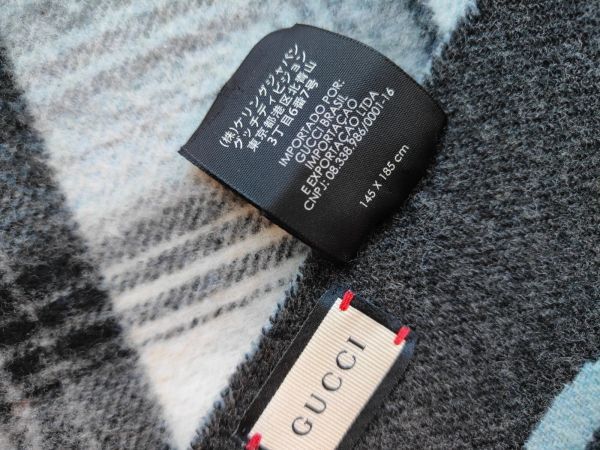 (株)ケリングジャパン
グッチディビジョン
東京都港区北青山
3丁目6番7号
IMPORTADO POR:
GUCCI BRASIL
IMPORTACAO
E EXPORTACAO LTDA
CNPJ: 08.338.986/0001-16
145 X 185 cm
GUCCI